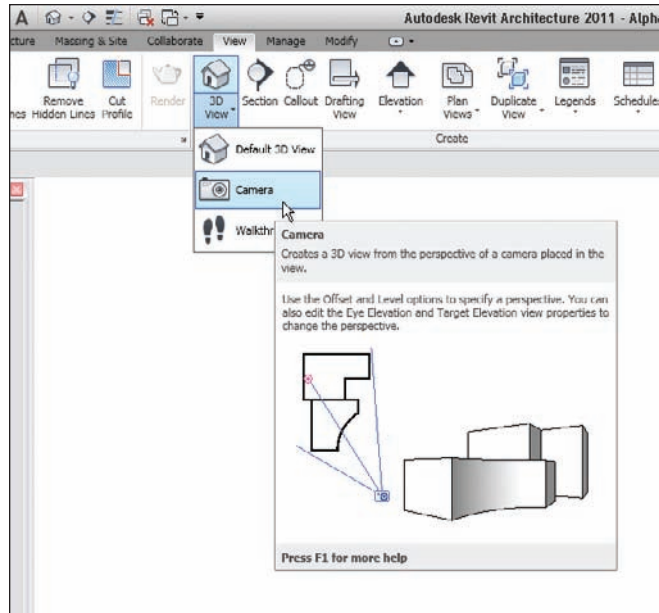 Autodesk Revit Architecture 2011 - Alph
cture Massing & Site Collaborate View Manage Modify
Remove Hidden Lines
Cut Profile
Render
3D View
Section
Callout
Drafting View
Elevation
Plan Views
Duplicate View
Legends
Schedules
Create
Default 3D View
Camera
Walkthr
Camera
Creates a 3D view from the perspective of a camera placed in the
view.
Use the Offset and Level options to specify a perspective. You can
also edit the Eye Elevation and Target Elevation view properties to
change the perspective.
Press F1 for more help